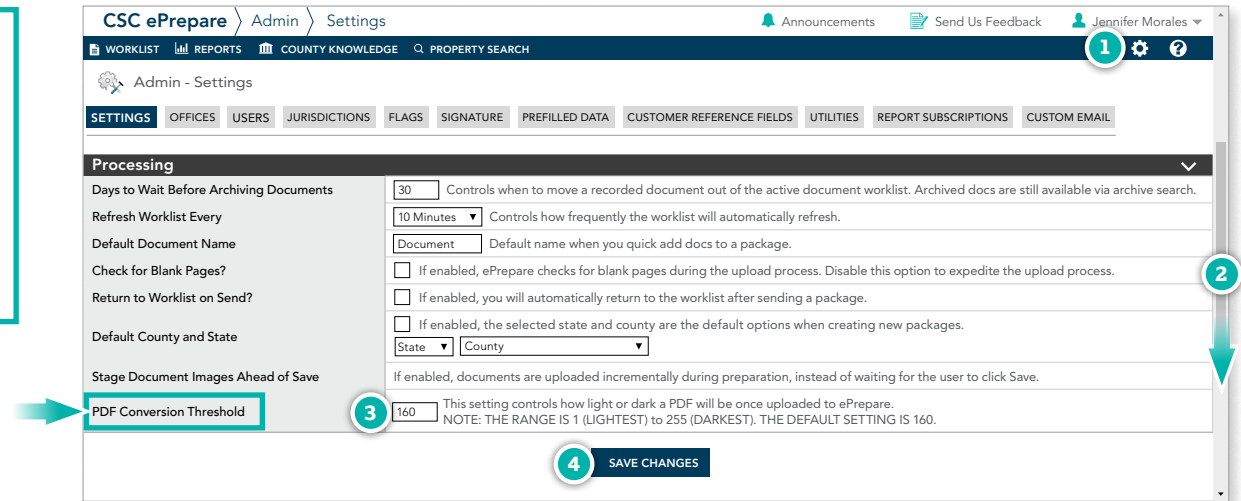 CSC ePrepare Admin Settings Announcements Send Us Feedback Jennifer Morales
WORKLIST REPORTS COUNTY KNOWLEDGE PROPERTY SEARCH 1 ?
Admin - Settings
SETTINGS OFFICES USERS JURISDICTIONS FLAGS SIGNATURE PREFILLED DATA CUSTOMER REFERENCE FIELDS UTILITIES REPORT SUBSCRIPTIONS CUSTOM EMAIL
Processing
Days to Wait Before Archiving Documents 30 Controls when to move a recorded document out of the active document worklist. Archived docs are still available via archive search.
Refresh Worklist Every 10 Minutes Controls how frequently the worklist will automatically refresh.
Default Document Name Document Default name when you quick add docs to a package.
Check for Blank Pages? If enabled, ePrepare checks for blank pages during the upload process. Disable this option to expedite the upload process. 2
Return to Worklist on Send? If enabled, you will automatically return to the worklist after sending a package.
Default County and State If enabled, the selected state and county are the default options when creating new packages.
State County
Stage Document Images Ahead of Save If enabled, documents are uploaded incrementally during preparation, instead of waiting for the user to click Save.
PDF Conversion Threshold 3 160 This setting controls how light or dark a PDF will be once uploaded to ePrepare.
NOTE: THE RANGE IS 1 (LIGHTEST) to 255 (DARKEST). THE DEFAULT SETTING IS 160.
4 SAVE CHANGES